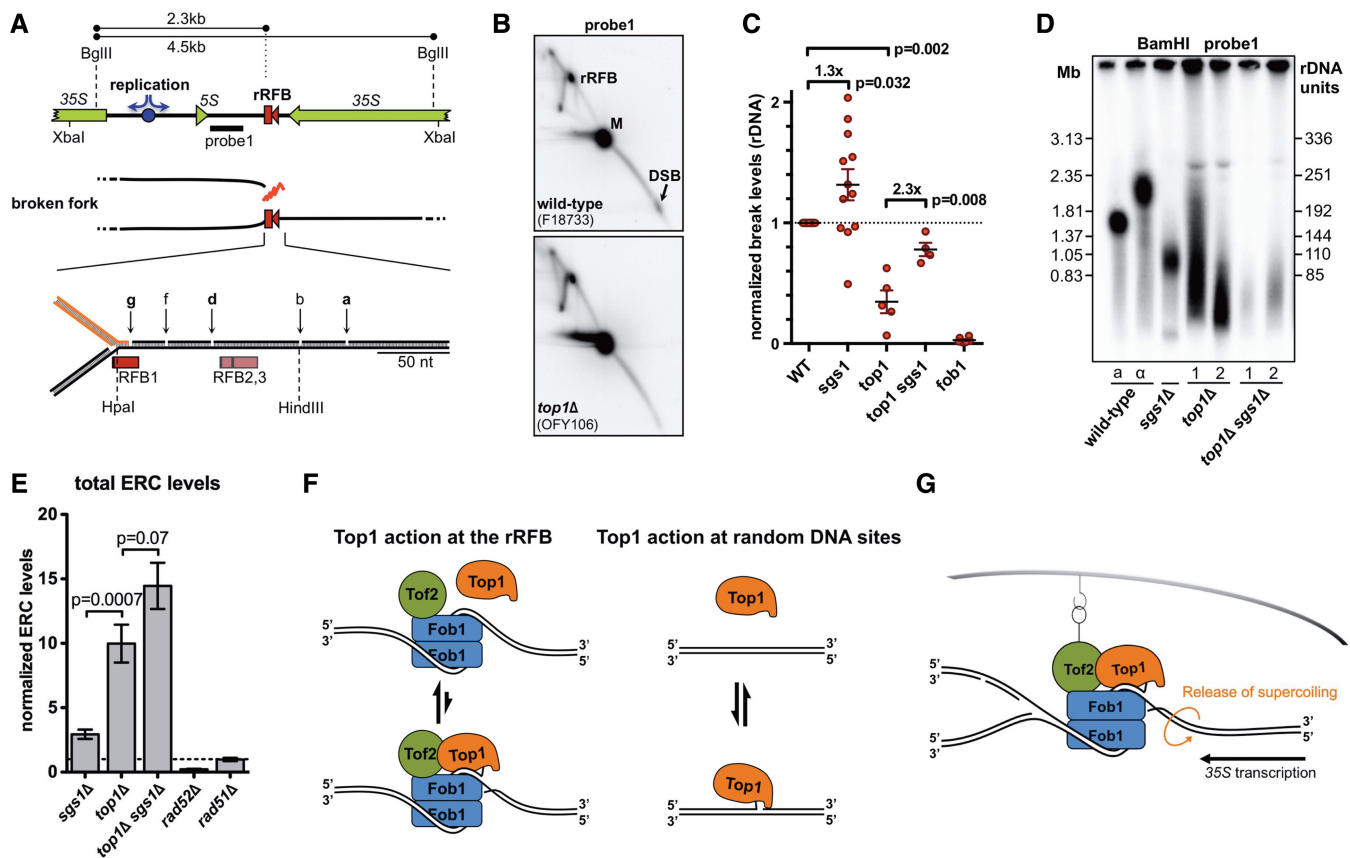 A
2.3kb
4.5kb
BglII
BglII
replication
35S
5S
rRFB
35S
XbaI
probe1
XbaI
broken fork
g
f
d
b
a
50 nt
RFB1
RFB2,3
HpaI
HindIII
B
probe1
rRFB
M
DSB
wild-type
(F18733)
top1Δ
(OFY106)
C
normalized break levels (rDNA)
p=0.002
1.3x
p=0.032
2.3x
p=0.008
2
1
0
WT
sgs1
top1
top1 sgs1
fob1
D
BamHI probe1
Mb
rDNA
units
3.13
2.35
1.81
1.37
1.05
0.83
336
251
192
144
110
85
a α 1 2 1 2
wild-type
sgs1Δ
top1Δ
top1Δ sgs1Δ
E
total ERC levels
normalized ERC levels
20
15
10
5
0
p=0.07
p=0.0007
sgs1Δ
top1Δ
top1Δ sgs1Δ
rad52Δ
rad51Δ
F
Top1 action at the rRFB
Tof2
Top1
Fob1
Fob1
5’
3’
3’
5’
Tof2
Top1
Fob1
Fob1
5’
3’
3’
5’
Top1 action at random DNA sites
Top1
5’
3’
3’
5’
Top1
5’
3’
3’
5’
G
Tof2
Top1
Fob1
Fob1
5’
3’
5’
3’
Release of supercoiling
3’
5’
35S transcription